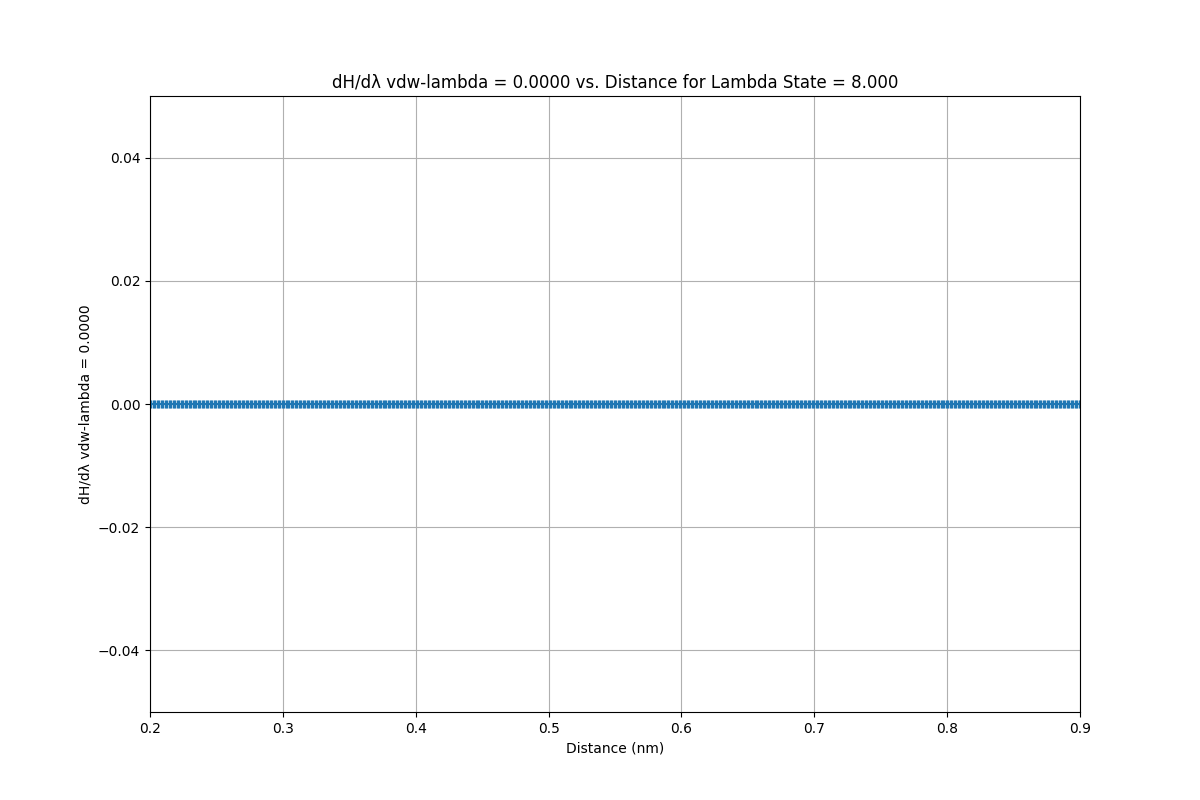 dH/dλ vdw-lambda = 0.0000 vs. Distance for Lambda State = 8.000
dH/dλ vdw-lambda = 0.0000
0.04
0.02
0.00
−0.02
−0.04
0.2 0.3 0.4 0.5 0.6 0.7 0.8 0.9
Distance (nm)